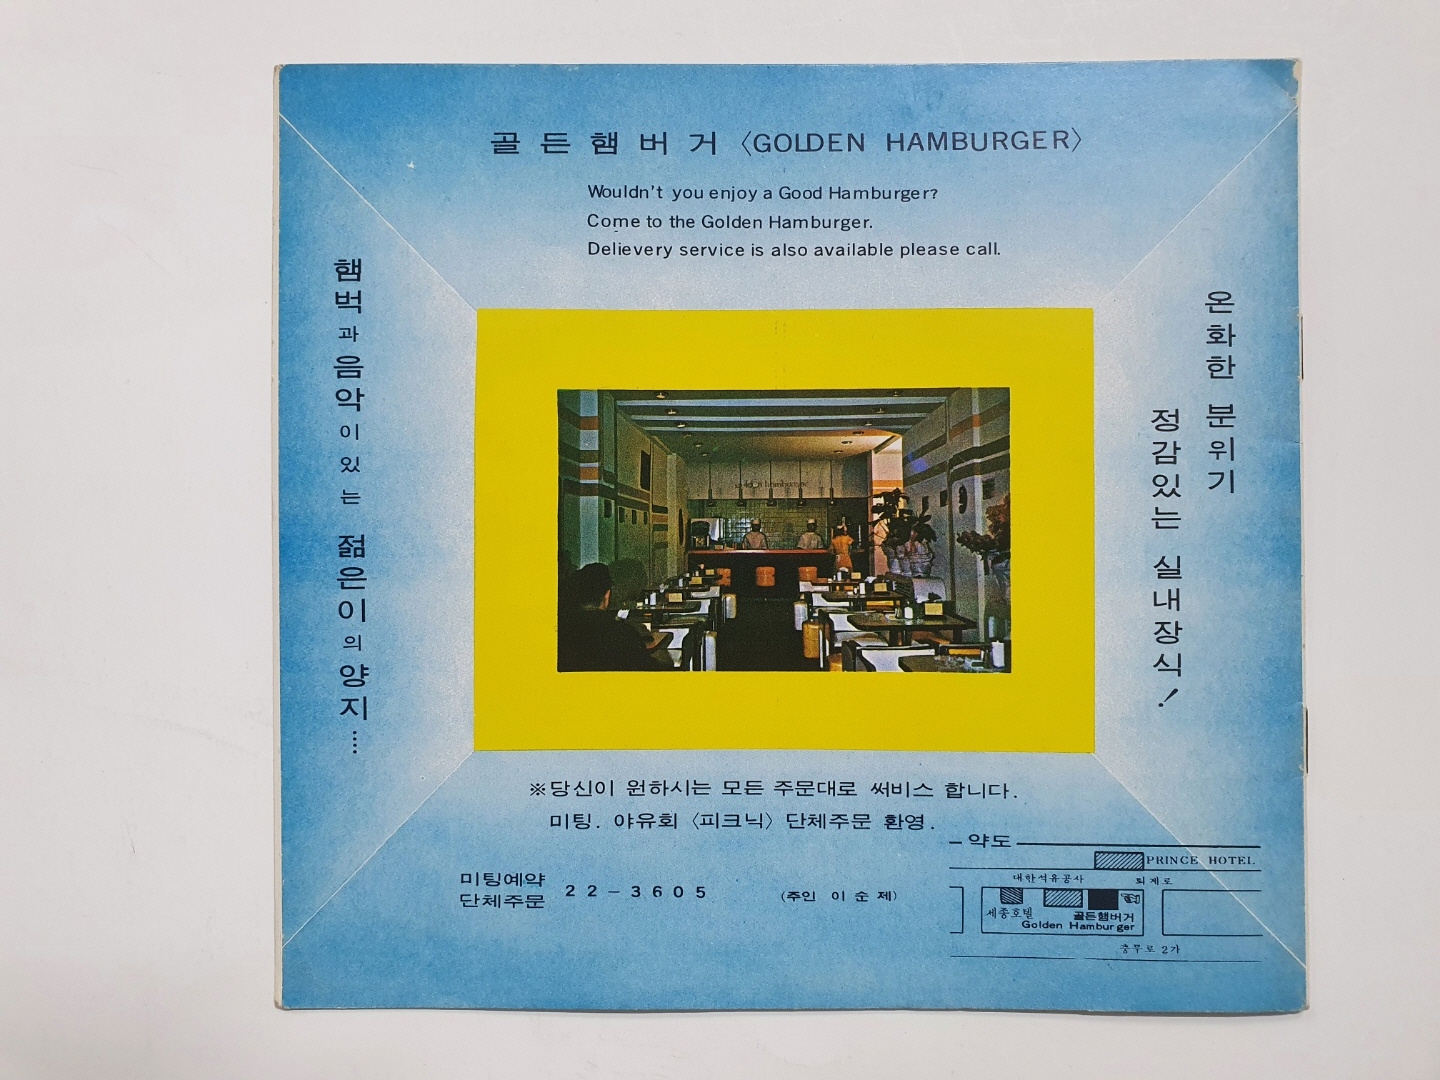 골든햄버거 〈GOLDEN HAMBURGER〉
Wouldn't you enjoy a Good Hamburger?
Come to the Golden Hamburger.
Delievery service is also available please call.
햄벅과 음악이 있는 젊은이의 양지....
온화한 분위기
정감있는 실내장식!
golden hamburger
※당신이 원하시는 모든 주문대로 써비스 합니다.
미팅. 야유회 〈피크닉〉 단체주문 환영.
미팅예약
단체주문
22-3605
(주인 이순제)
약도
PRINCE HOTEL
대한석유공사 퇴계로
세종호텔 골든햄버거
Golden Hamburger
충무로 2가